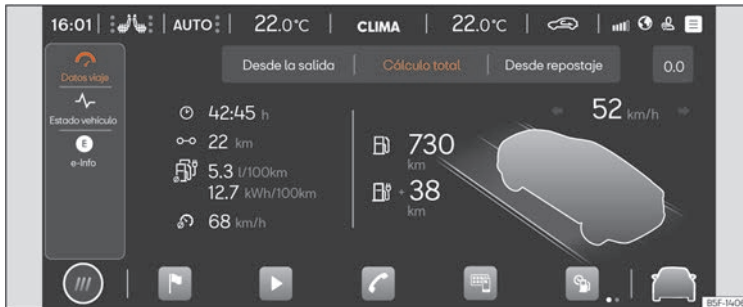 16:01 AUTO 22.0°C CLIMA 22.0°C
Desde la salida Cálculo total Desde repostaje 0.0
Datos viaje
Estado vehículo
E
e-Info
42:45 h
22 km
5.3 l/100km
12.7 kWh/100km
68 km/h
730
km
+38
km
52 km/h
B5F-1406